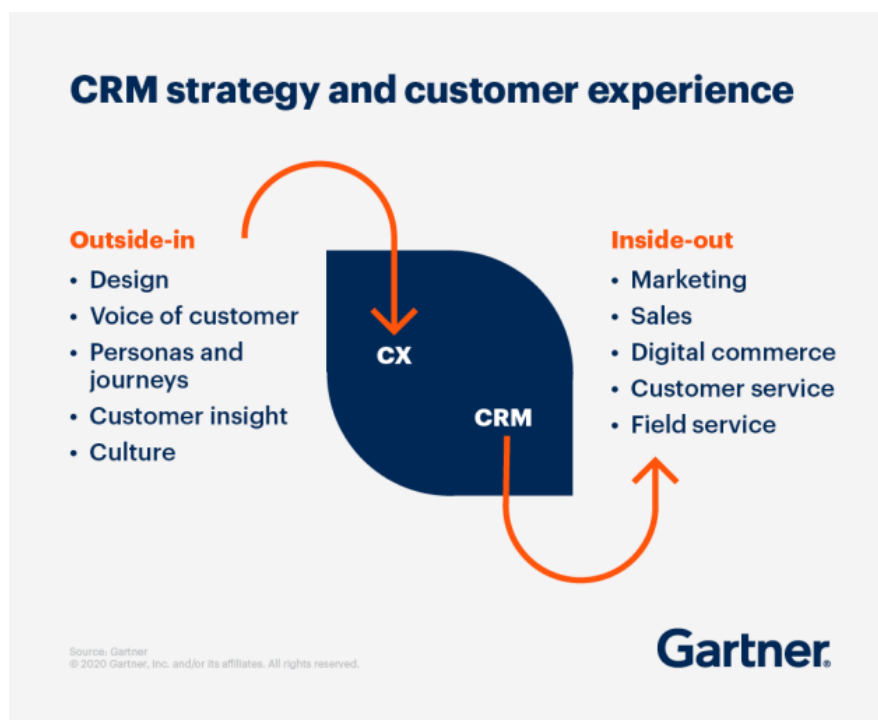 CRM strategy and customer experience
Outside-in
• Design
• Voice of customer
• Personas and
journeys
• Customer insight
• Culture
CX
CRM
Inside-out
• Marketing
• Sales
• Digital commerce
• Customer service
• Field service
Source: Gartner
© 2020 Gartner, Inc. and/or its affiliates. All rights reserved.
Gartner®